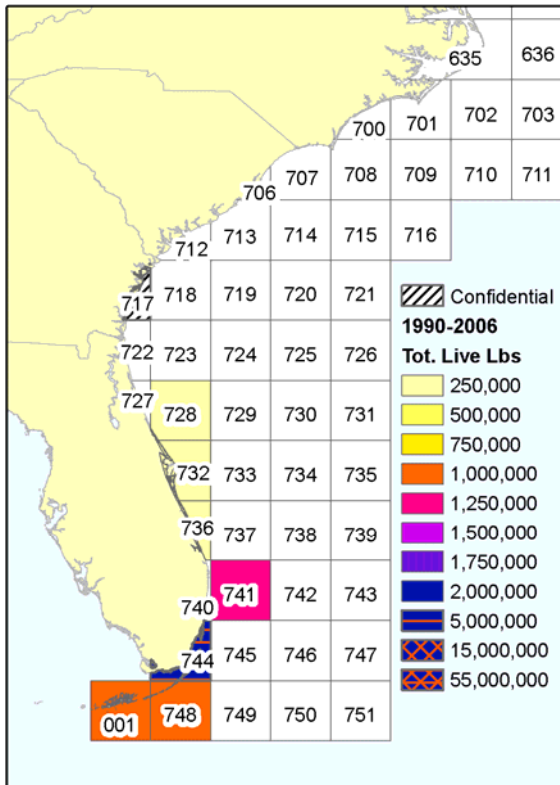 635 636
700 701 702 703
706 707 708 709 710 711
712 713 714 715 716
717 718 719 720 721
722 723 724 725 726
727 728 729 730 731
732 733 734 735
736 737 738 739
740 741 742 743
744 745 746 747
001 748 749 750 751
Confidential
1990-2006
Tot. Live Lbs
250,000
500,000
750,000
1,000,000
1,250,000
1,500,000
1,750,000
2,000,000
5,000,000
15,000,000
55,000,000